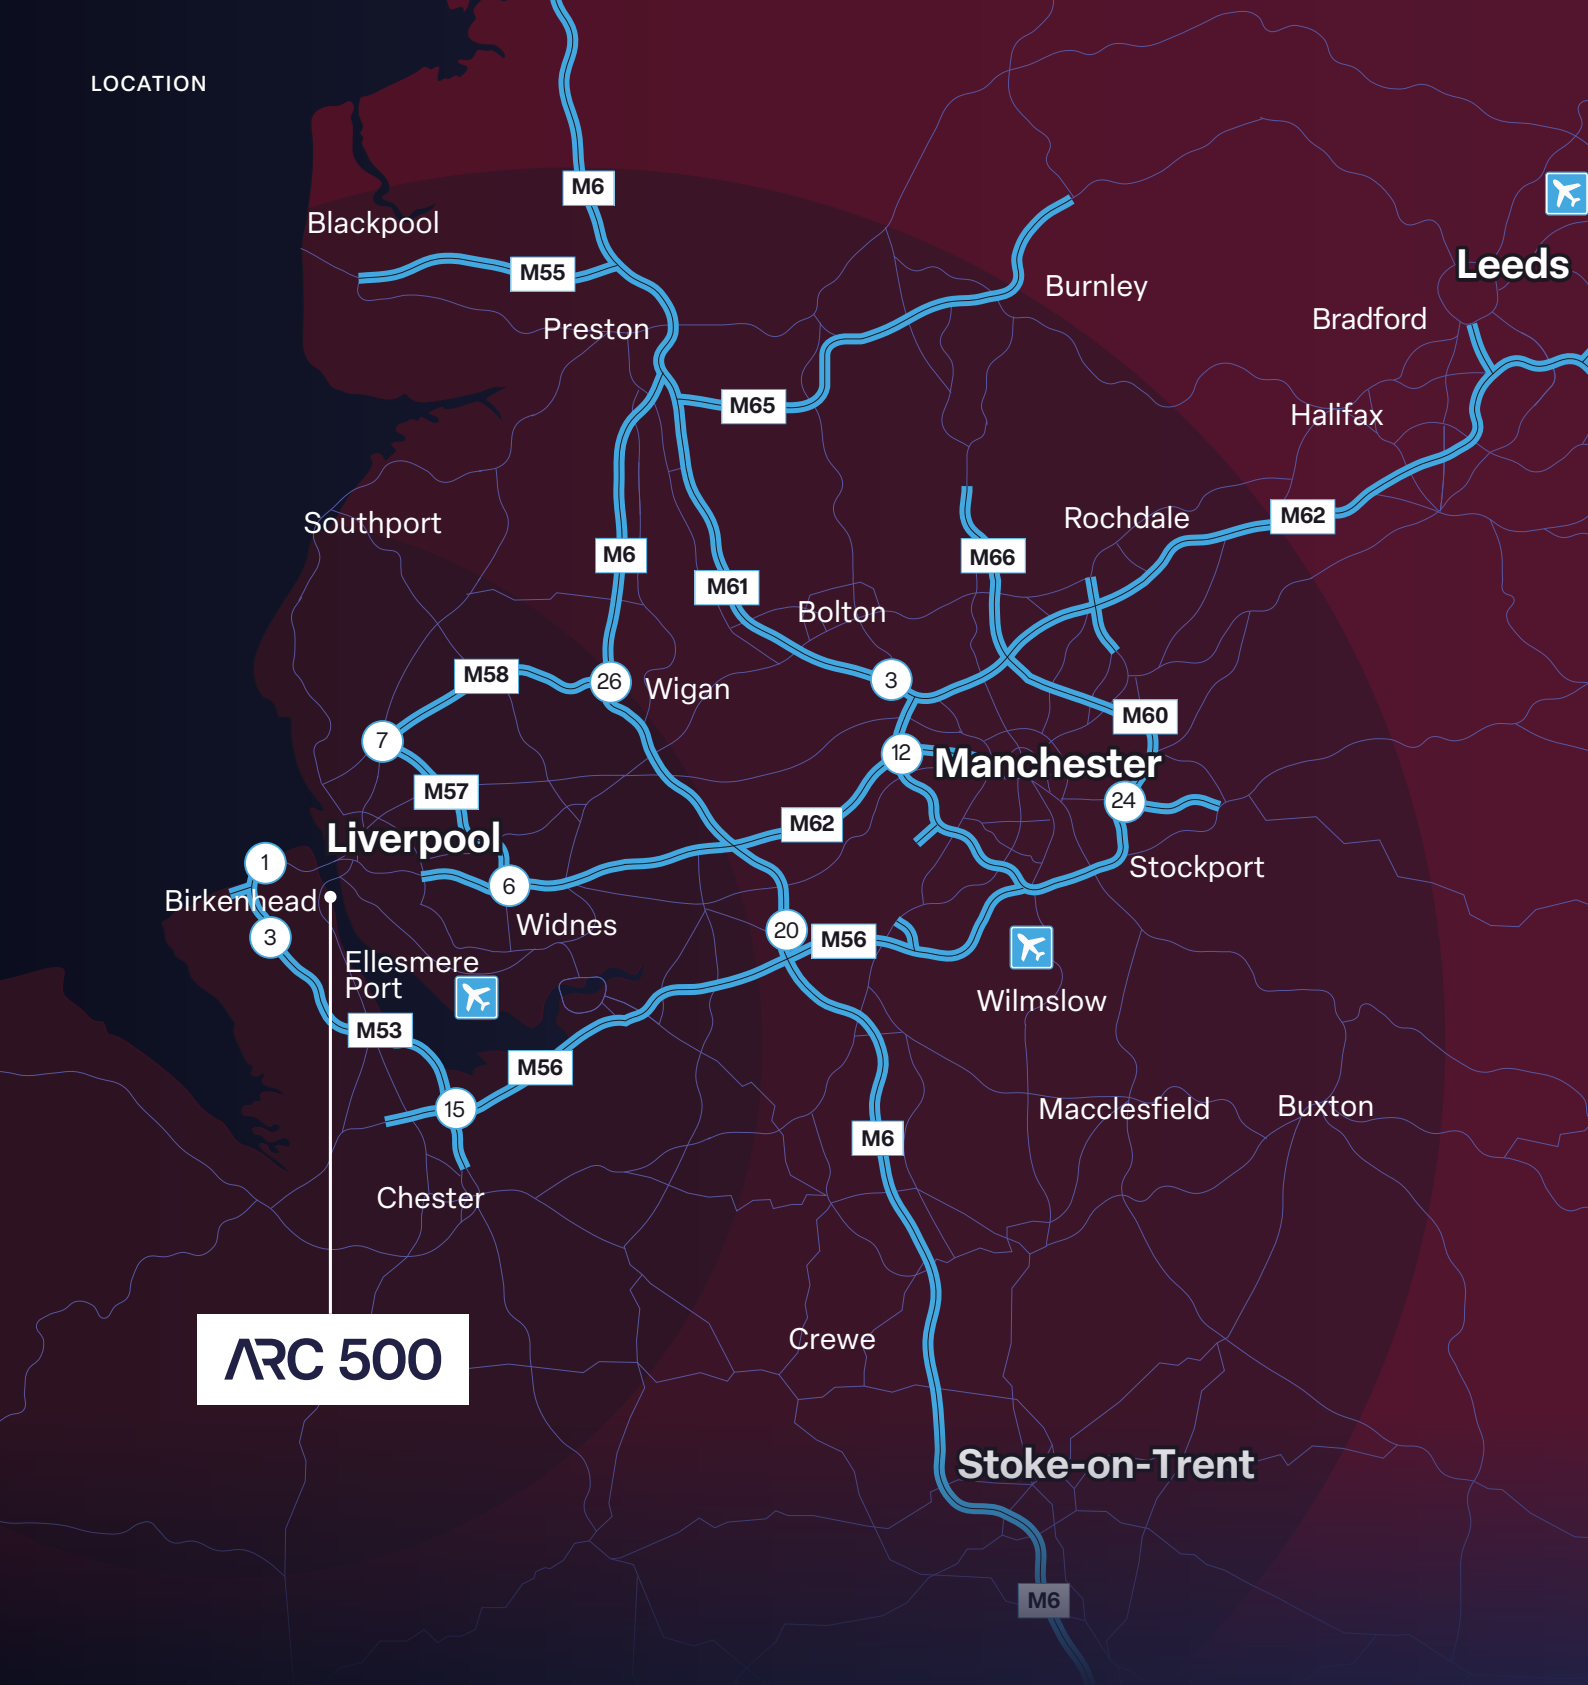 LOCATION
M6
Blackpool
M55
Leeds
Burnley
Bradford
Preston
M65
Halifax
Southport
Rochdale
M62
M6
M66
M61
Bolton
M58
26
Wigan
3
M60
7
12
Manchester
M57
24
M62
Liverpool
1
Stockport
6
Birkenhead
Widnes
3
20
M56
Ellesmere
Port
Wilmslow
M53
M56
15
Macclesfield
Buxton
M6
Chester
Crewe
ARC 500
Stoke-on-Trent
M6